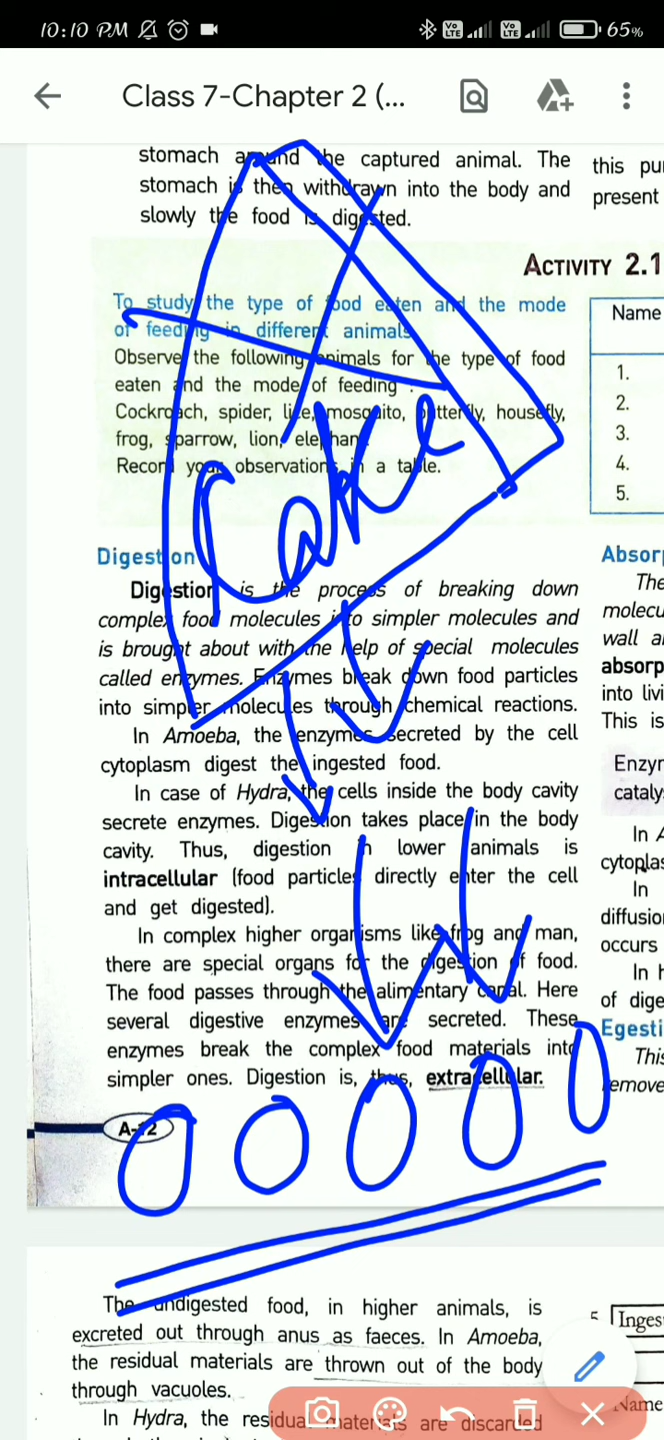 10:10 PM
Vo LTE
Vo LTE
65%
Class 7-Chapter 2 (...
stomach around the captured animal. The
stomach is then withdrawn into the body and
slowly the food is digested.
this pu
present
ACTIVITY 2.1
To study the type of food eaten and the mode
of feeding in different animals
Observe the following animals for the type of food
eaten and the mode of feeding :
Cockroach, spider, lice, mosquito, butterfly, housefly,
frog, sparrow, lion, elephant
Record your observations in a table.
Name
1.
2.
3.
4.
5.
Cake
Digestion
Digestion is the process of breaking down
complex food molecules into simpler molecules and
is brought about with the help of special molecules
called enzymes. Enzymes break down food particles
into simpler molecules through chemical reactions.
In Amoeba, the enzymes secreted by the cell
cytoplasm digest the ingested food.
In case of Hydra, the cells inside the body cavity
secrete enzymes. Digestion takes place in the body
cavity. Thus, digestion in lower animals is
intracellular (food particles directly enter the cell
and get digested).
In complex higher organisms like frog and man,
there are special organs for the digestion of food.
The food passes through the alimentary canal. Here
several digestive enzymes are secreted. These
enzymes break the complex food materials into
simpler ones. Digestion is, thus, extracellular.
A-12
Absorp
The
molecu
wall a
absorp
into livi
This is
Enzyr
cataly
In A
cytoplas
In
diffusio
occurs
In h
of dige
Egesti
This
remove
The undigested food, in higher animals, is
excreted out through anus as faeces. In Amoeba,
the residual materials are thrown out of the body
through vacuoles.
In Hydra, the residual materials are discarded
5
Inges
Name